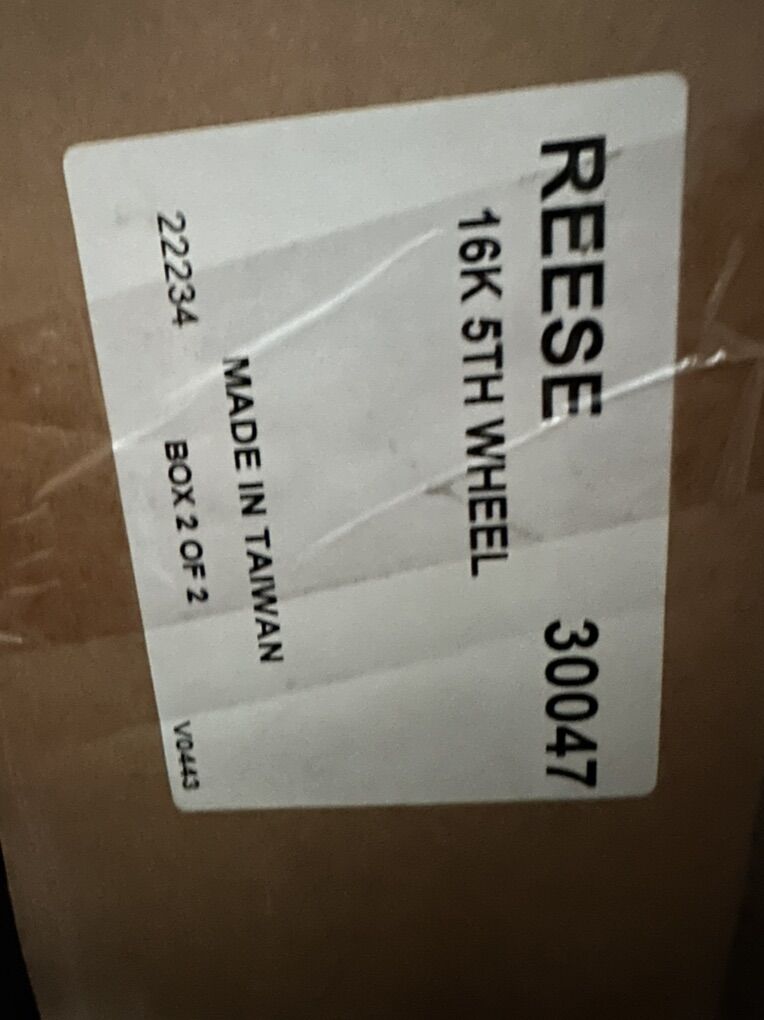 REESE 30047
16K 5TH WHEEL
MADE IN TAIWAN
22234 BOX 2 OF 2 V0443